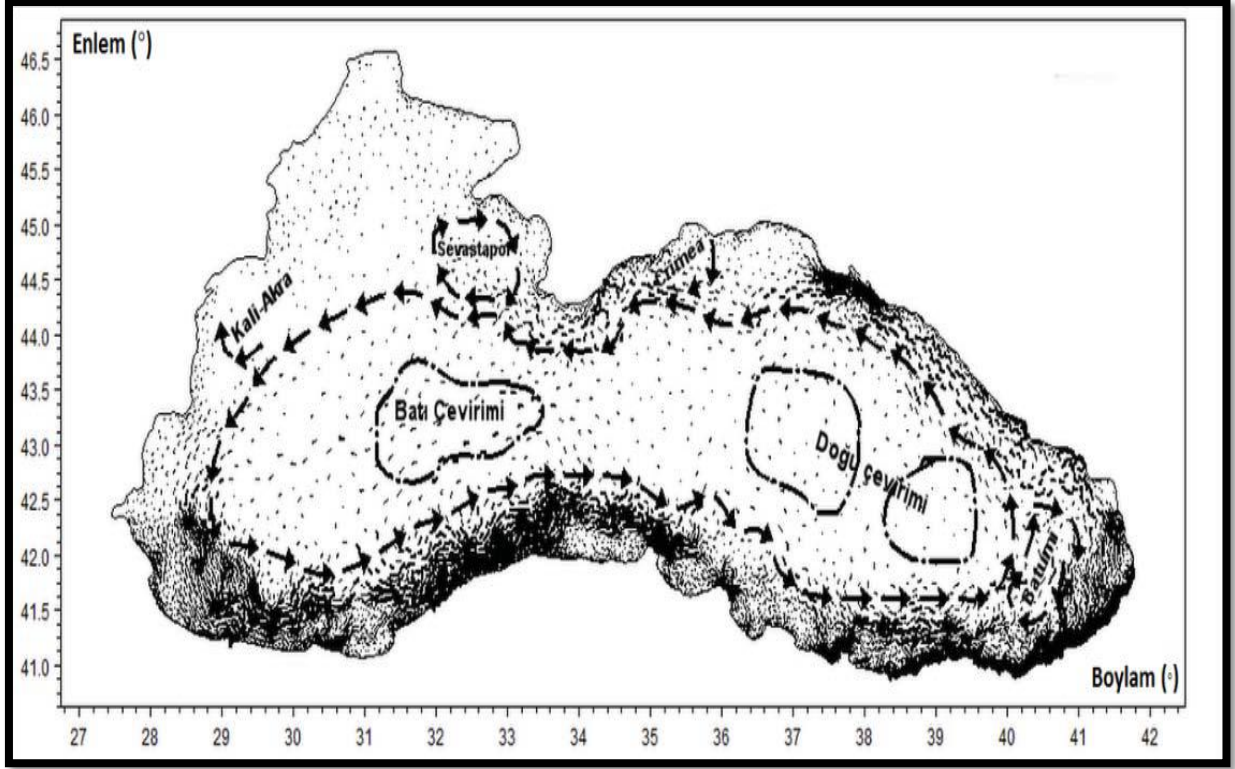 Enlem (°)
46.5
46.0
45.5
45.0
44.5
44.0
43.5
43.0
42.5
42.0
41.5
41.0
Sevastapol
Crimea
Kali-Akra
Batı Çevirimi
Doğu çevirimi
Batumi
Boylam (◦)
27 28 29 30 31 32 33 34 35 36 37 38 39 40 41 42